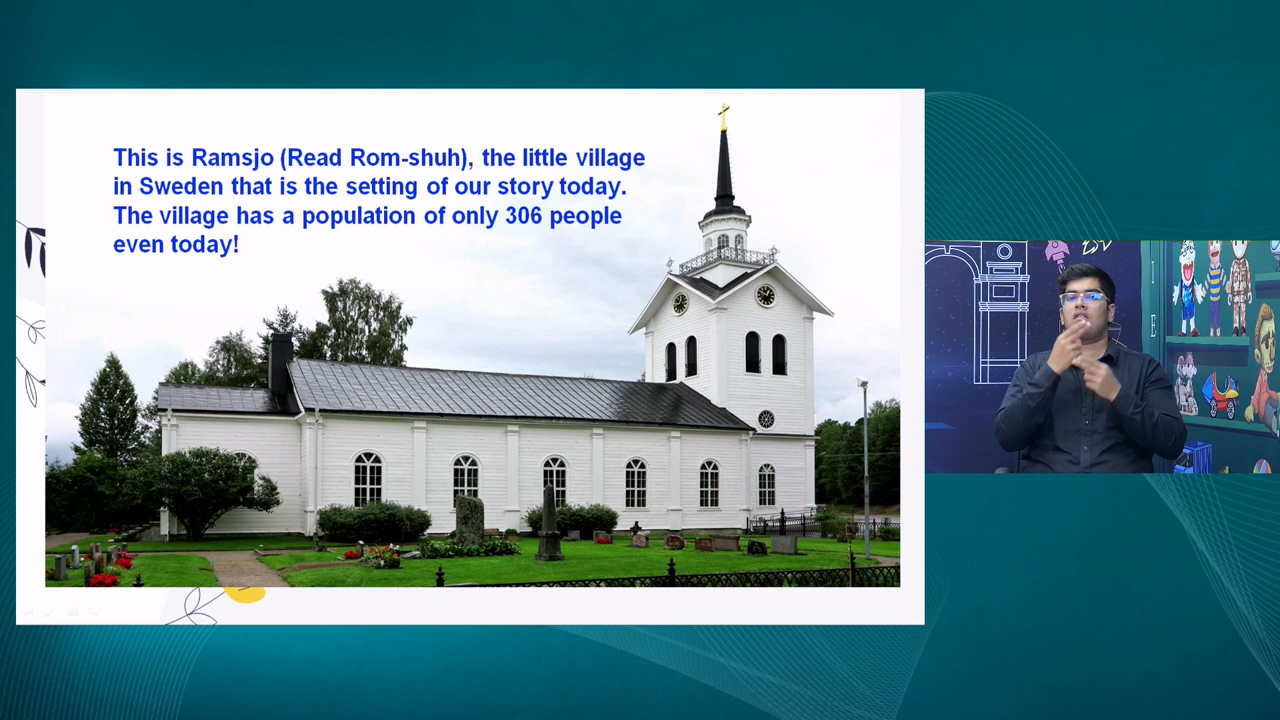 This is Ramsjo (Read Rom-shuh), the little village
in Sweden that is the setting of our story today.
The village has a population of only 306 people
even today!